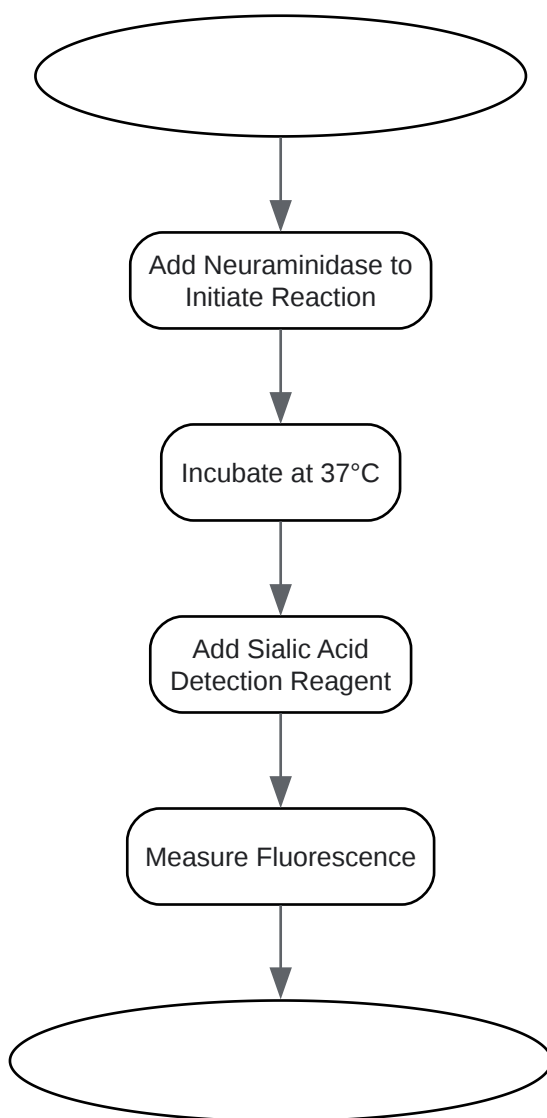 Add Neuraminidase to
Initiate Reaction
Incubate at 37°C
Add Sialic Acid
Detection Reagent
Measure Fluorescence